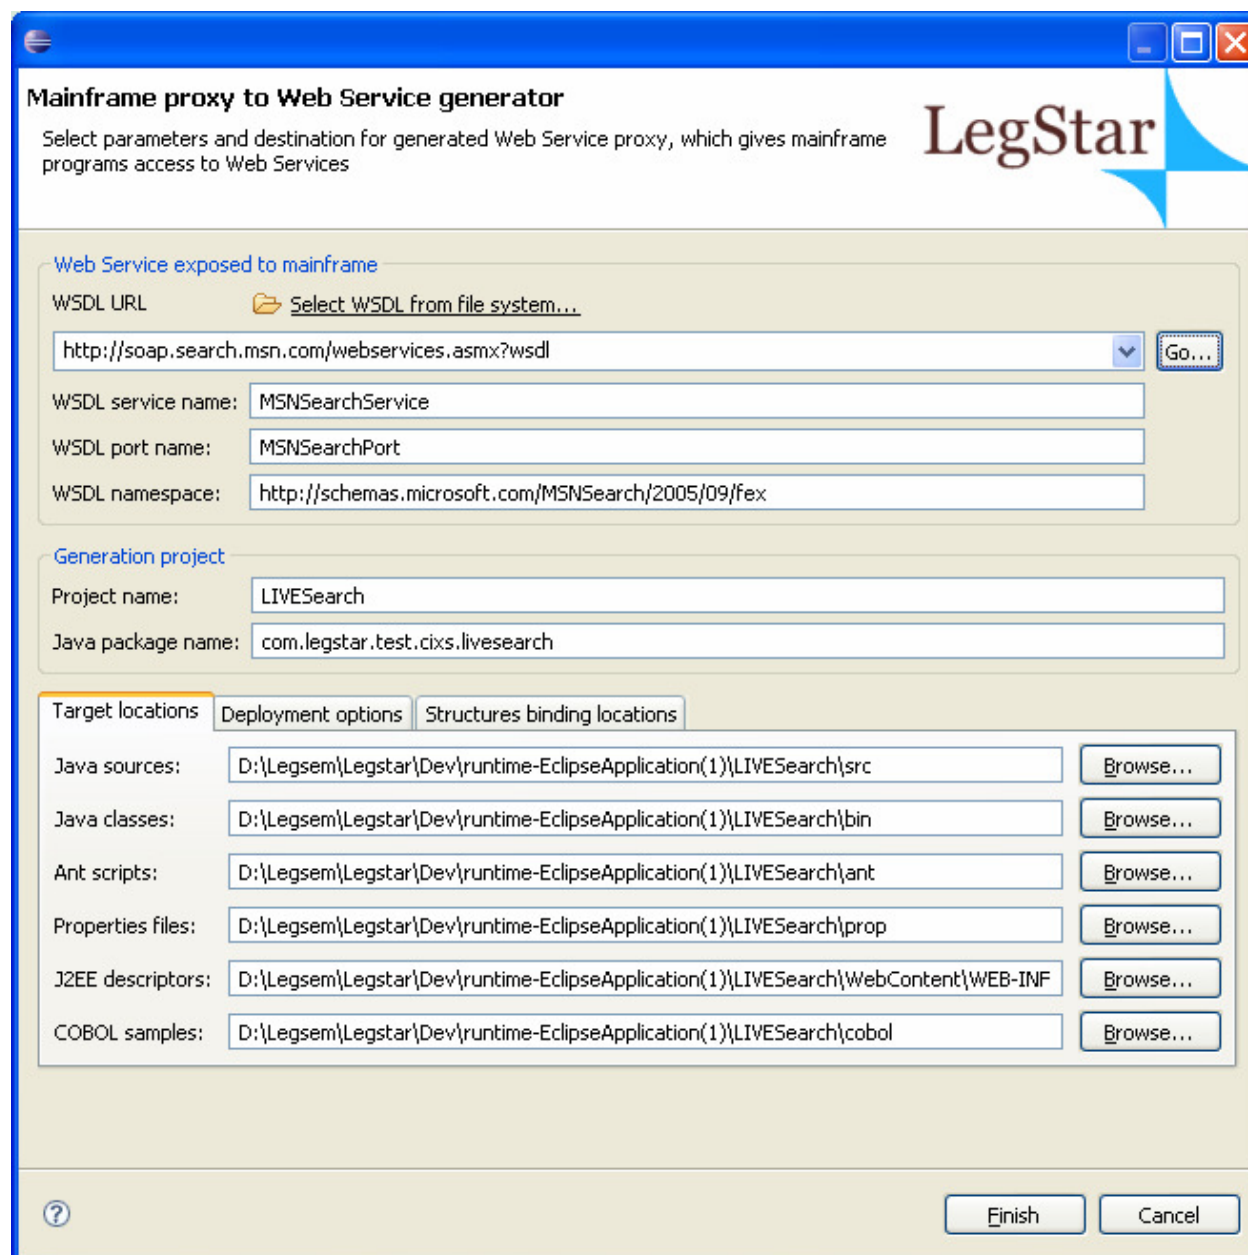 Mainframe proxy to Web Service generator
Select parameters and destination for generated Web Service proxy, which gives mainframe
programs access to Web Services
LegStar
Web Service exposed to mainframe
WSDL URL Select WSDL from file system...
http://soap.search.msn.com/webservices.asmx?wsdl Go...
WSDL service name: MSNSearchService
WSDL port name: MSNSearchPort
WSDL namespace: http://schemas.microsoft.com/MSNSearch/2005/09/fex
Generation project
Project name: LIVESearch
Java package name: com.legstar.test.cixs.livesearch
Target locations Deployment options Structures binding locations
Java sources: D:\Legsem\Legstar\Dev\runtime-EclipseApplication(1)\LIVESearch\src Browse...
Java classes: D:\Legsem\Legstar\Dev\runtime-EclipseApplication(1)\LIVESearch\bin Browse...
Ant scripts: D:\Legsem\Legstar\Dev\runtime-EclipseApplication(1)\LIVESearch\ant Browse...
Properties files: D:\Legsem\Legstar\Dev\runtime-EclipseApplication(1)\LIVESearch\prop Browse...
J2EE descriptors: D:\Legsem\Legstar\Dev\runtime-EclipseApplication(1)\LIVESearch\WebContent\WEB-INF Browse...
COBOL samples: D:\Legsem\Legstar\Dev\runtime-EclipseApplication(1)\LIVESearch\cobol Browse...
? Finish Cancel